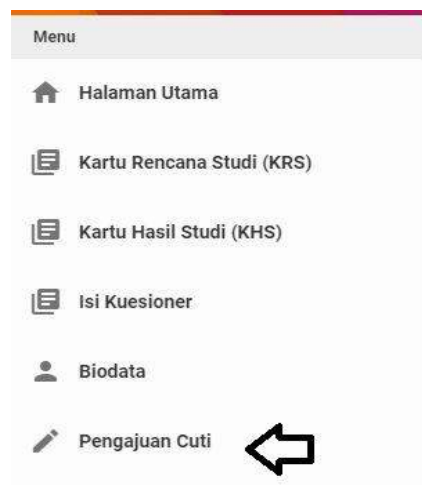 Menu
Halaman Utama
Kartu Rencana Studi (KRS)
Kartu Hasil Studi (KHS)
Isi Kuesioner
Biodata
Pengajuan Cuti